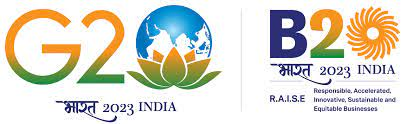 G20
भारत 2023 INDIA
B20
भारत 2023 INDIA
R.A.I.S.E
Responsible, Accelerated,
Innovative, Sustainable and
Equitable Businesses